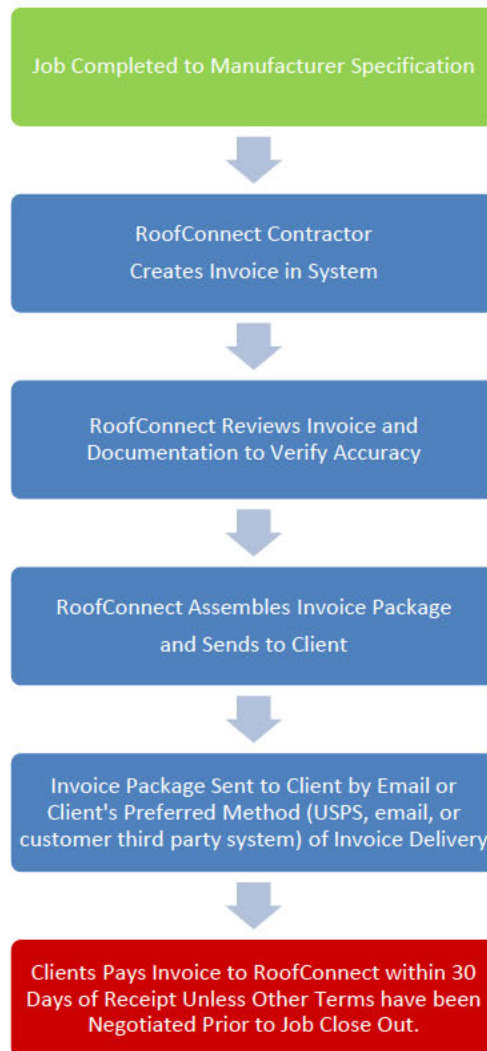 Job Completed to Manufacturer Specification
RoofConnect Contractor
Creates Invoice in System
RoofConnect Reviews Invoice and
Documentation to Verify Accuracy
RoofConnect Assembles Invoice Package
and Sends to Client
Invoice Package Sent to Client by Email or
Client's Preferred Method (USPS, email, or
customer third party system) of Invoice Delivery
Clients Pays Invoice to RoofConnect within 30
Days of Receipt Unless Other Terms have been
Negotiated Prior to Job Close Out.